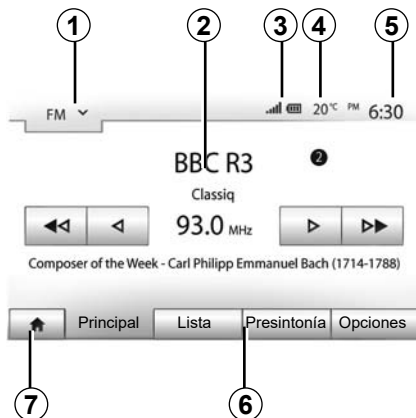 1 2 3 4 5
FM 20°C PM 6:30
BBC R3 2
Classiq
93.0 MHz
Composer of the Week - Carl Philipp Emmanuel Bach (1714-1788)
Principal Lista Presintonía Opciones
7 6